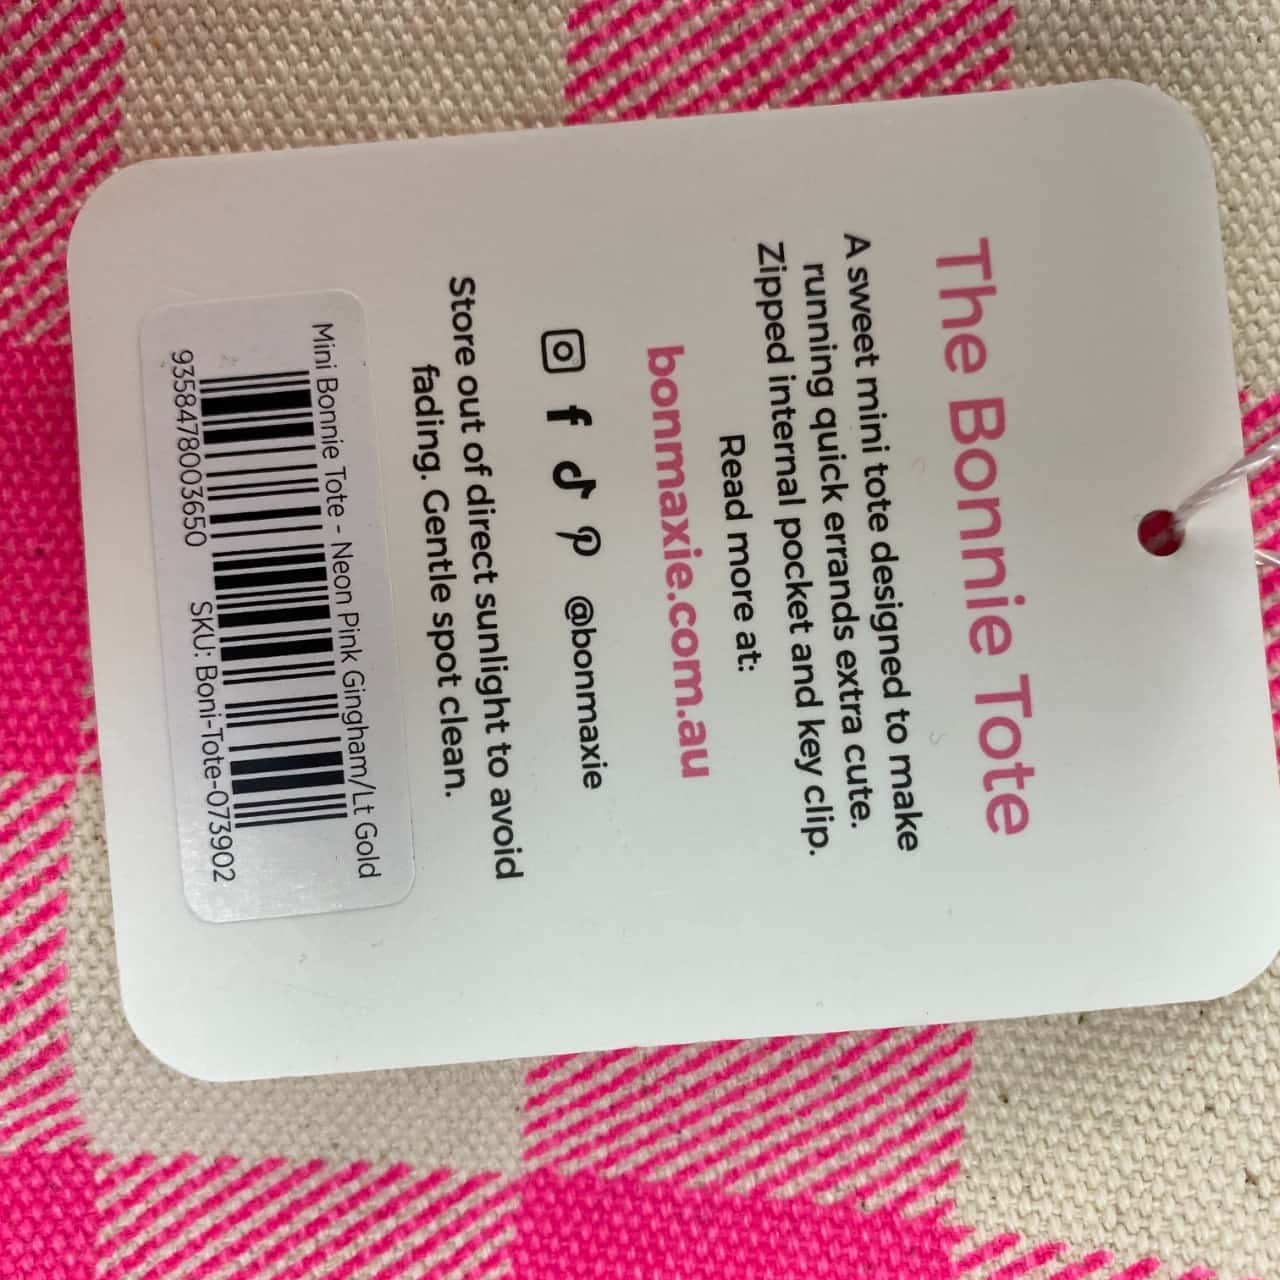 The Bonnie Tote
A sweet mini tote designed to make
running quick errands extra cute.
Zipped internal pocket and key clip.
Read more at:
bonmaxie.com.au
@bonmaxie
Store out of direct sunlight to avoid
fading. Gentle spot clean.
Mini Bonnie Tote - Neon Pink Gingham/Lt Gold
9358478003650 SKU: Boni-Tote-073902